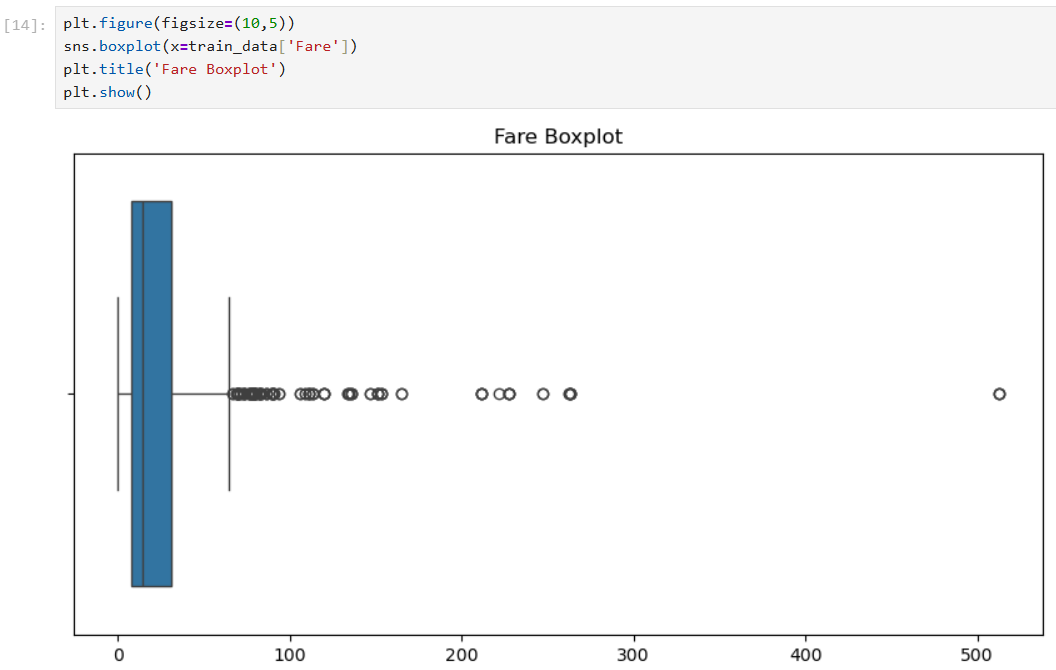 [14]:
plt.figure(figsize=(10,5))
sns.boxplot(x=train_data['Fare'])
plt.title('Fare Boxplot')
plt.show()
Fare Boxplot
0 100 200 300 400 500